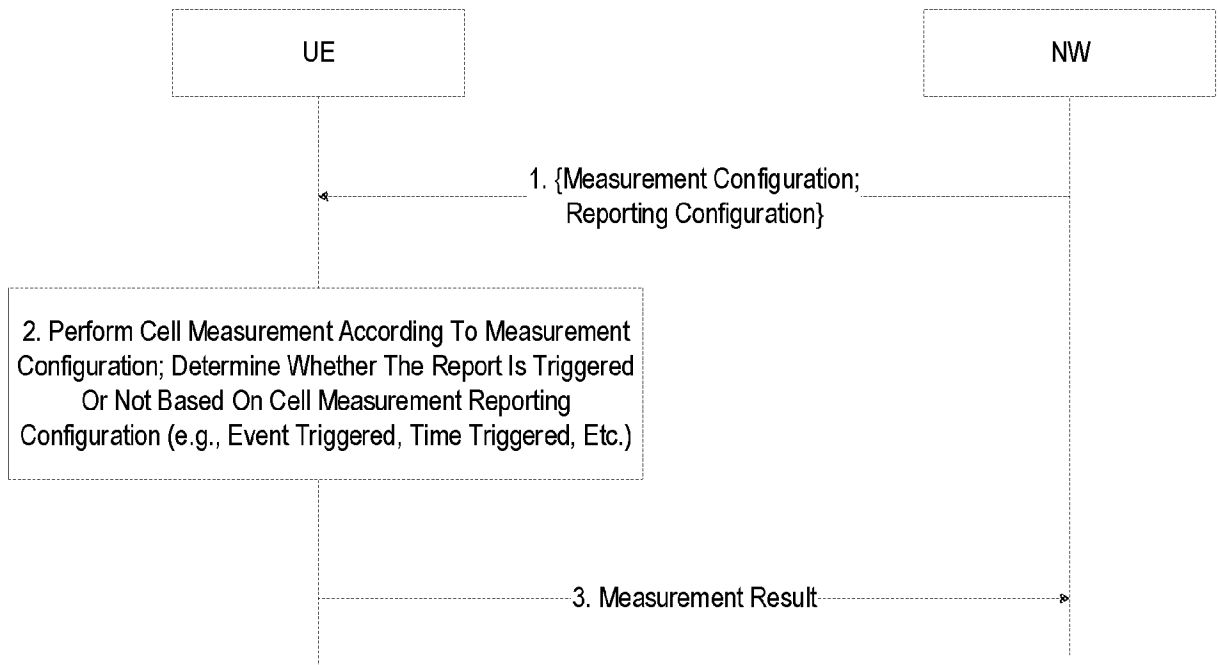 UE
NW
1. {Measurement Configuration;
Reporting Configuration}
2. Perform Cell Measurement According To Measurement
Configuration; Determine Whether The Report Is Triggered
Or Not Based On Cell Measurement Reporting
Configuration (e.g., Event Triggered, Time Triggered, Etc.)
3. Measurement Result